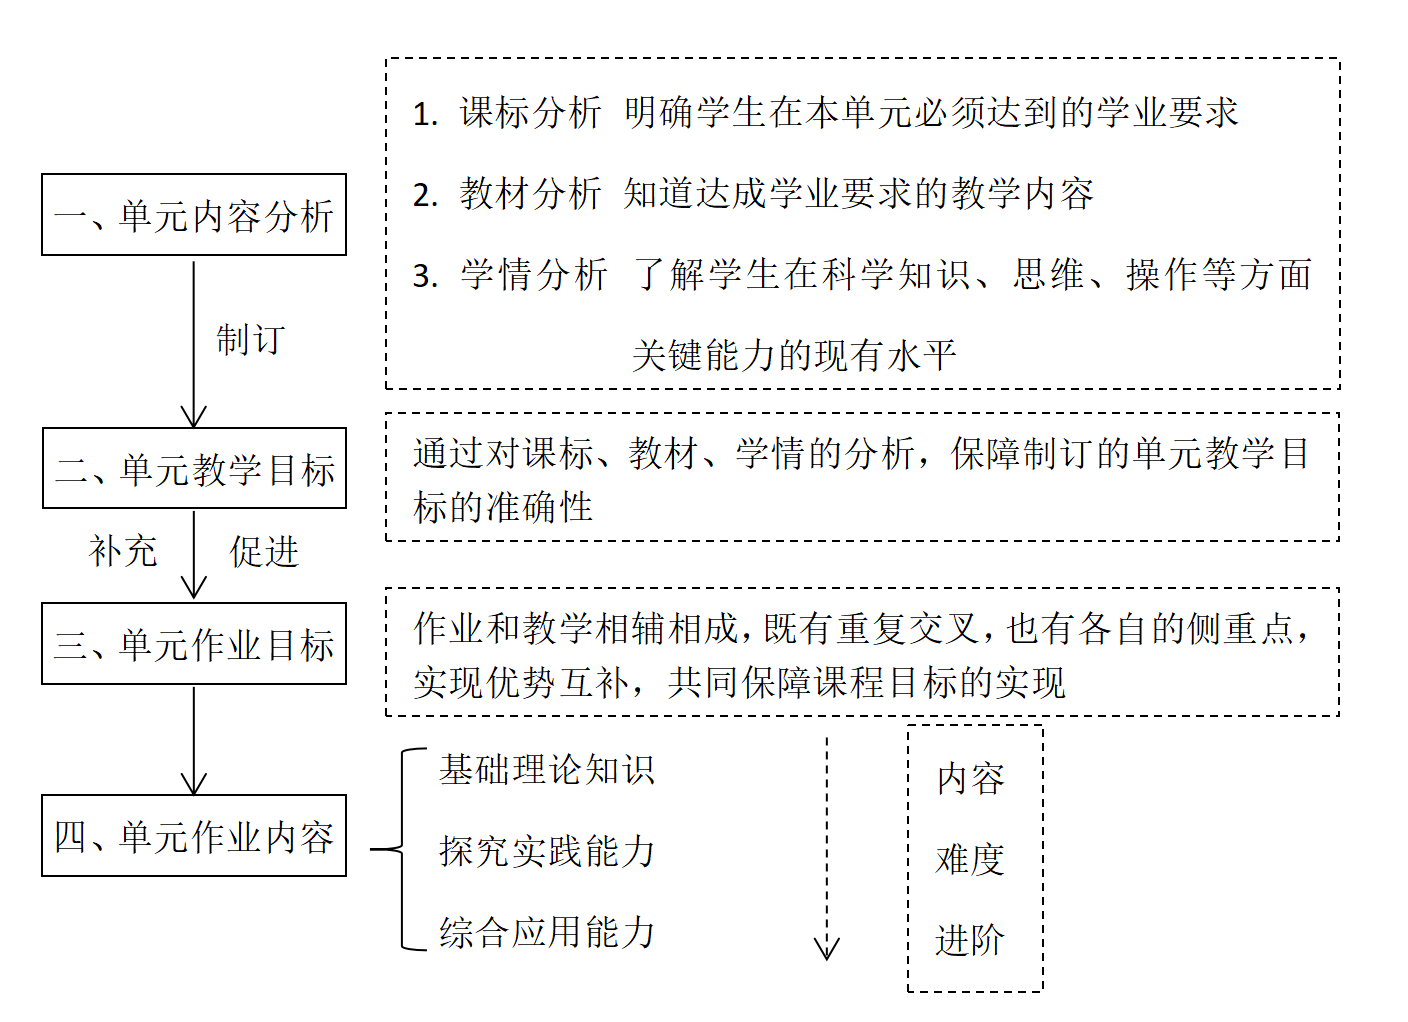 1. 课标分析 明确学生在本单元必须达到的学业要求
2. 教材分析 知道达成学业要求的教学内容
3. 学情分析 了解学生在科学知识、思维、操作等方面
关键能力的现有水平
一、单元内容分析
制订
二、单元教学目标
通过对课标、教材、学情的分析，保障制订的单元教学目
标的准确性
补充 促进
三、单元作业目标
作业和教学相辅相成，既有重复交叉，也有各自的侧重点，
实现优势互补，共同保障课程目标的实现
四、单元作业内容
基础理论知识
探究实践能力
综合应用能力
内容
难度
进阶